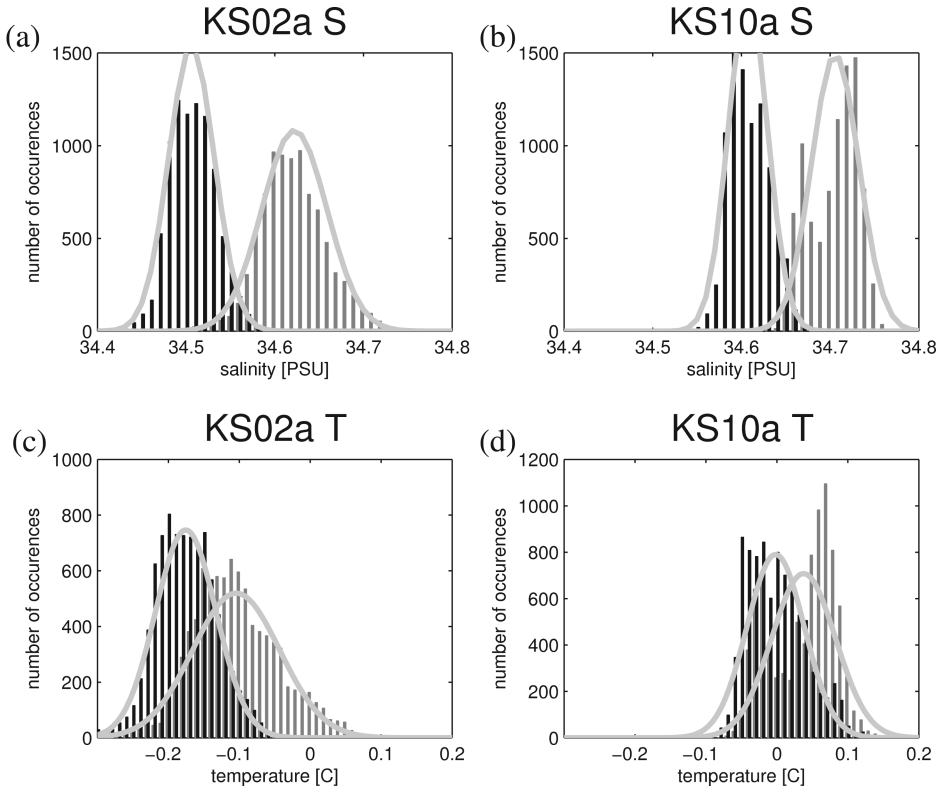 (a) KS02a S
1500
1000
500
0
number of occurences
34.4 34.5 34.6 34.7 34.8
salinity [PSU]
(b) KS10a S
1500
1000
500
0
number of occurences
34.4 34.5 34.6 34.7 34.8
salinity [PSU]
(c) KS02a T
1000
800
600
400
200
0
number of occurences
−0.2 −0.1 0 0.1 0.2
temperature [C]
(d) KS10a T
1200
1000
800
600
400
200
0
number of occurences
−0.2 −0.1 0 0.1 0.2
temperature [C]